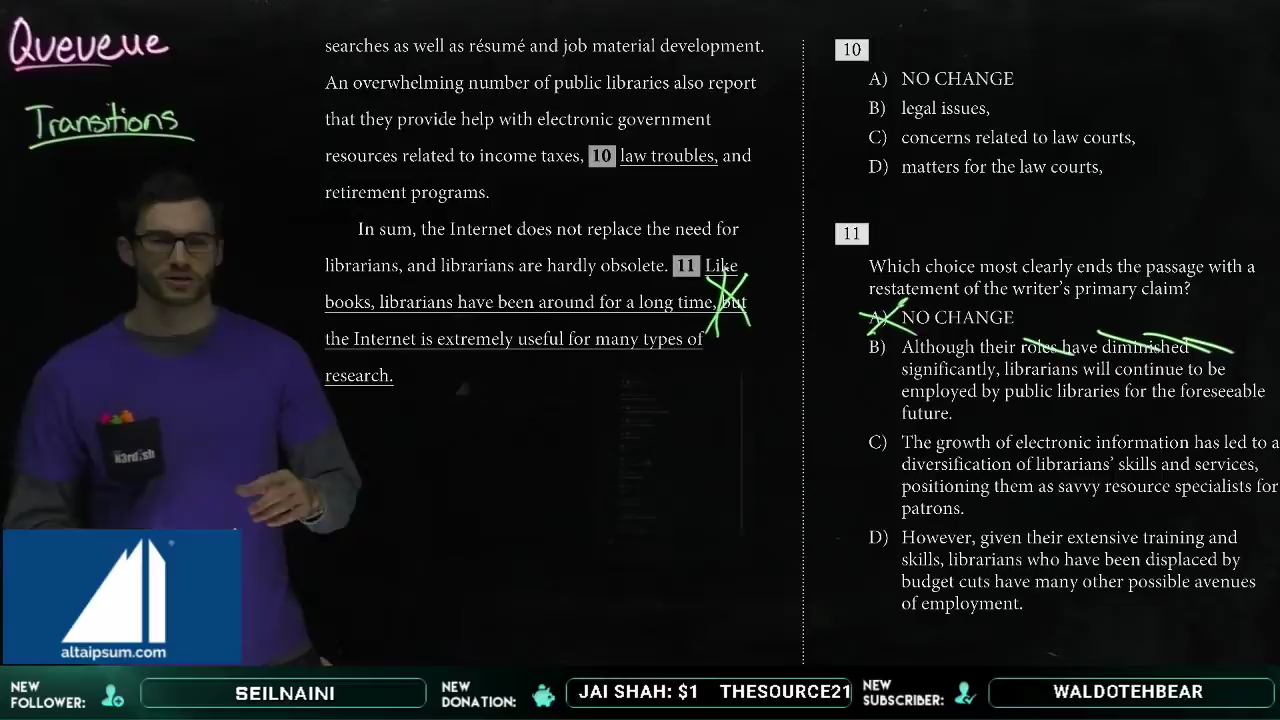 Queueue
Transitions
searches as well as résumé and job material development.
An overwhelming number of public libraries also report
that they provide help with electronic government
resources related to income taxes, 10 law troubles, and
retirement programs.
In sum, the Internet does not replace the need for
librarians, and librarians are hardly obsolete. 11 Like
books, librarians have been around for a long time, but
the Internet is extremely useful for many types of
research.
10
A) NO CHANGE
B) legal issues,
C) concerns related to law courts,
D) matters for the law courts,
11
Which choice most clearly ends the passage with a
restatement of the writer's primary claim?
A) NO CHANGE
B) Although their roles have diminished
significantly, librarians will continue to be
employed by public libraries for the foreseeable
future.
C) The growth of electronic information has led to a
diversification of librarians' skills and services,
positioning them as savvy resource specialists for
patrons.
D) However, given their extensive training and
skills, librarians who have been displaced by
budget cuts have many other possible avenues
of employment.
altaipsum.com
NEW FOLLOWER: SEILNAINI
NEW DONATION: JAI SHAH: $1 THESOURCE21
NEW SUBSCRIBER: WALDOTEHBEAR